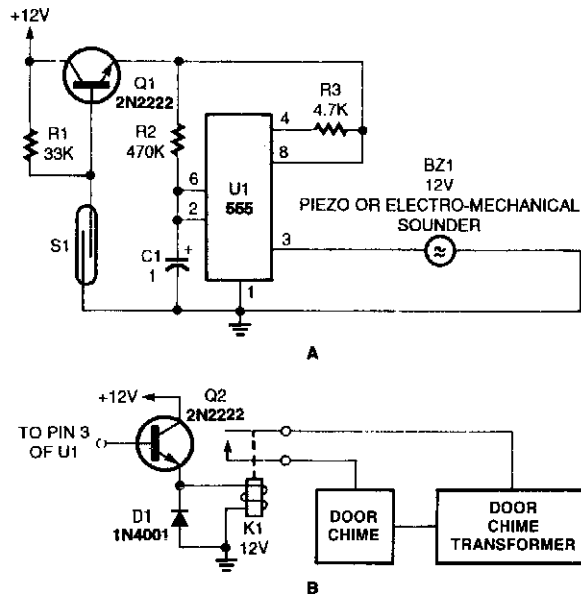 +12V
Q1
2N2222
R1
33K
R2
470K
R3
4.7K
4
8
6
2
U1
555
3
1
S1
C1
+
1
BZ1
12V
PIEZO OR ELECTRO-MECHANICAL
SOUNDER
A
+12V
Q2
2N2222
TO PIN 3
OF U1
D1
1N4001
K1
12V
DOOR
CHIME
DOOR
CHIME
TRANSFORMER
B